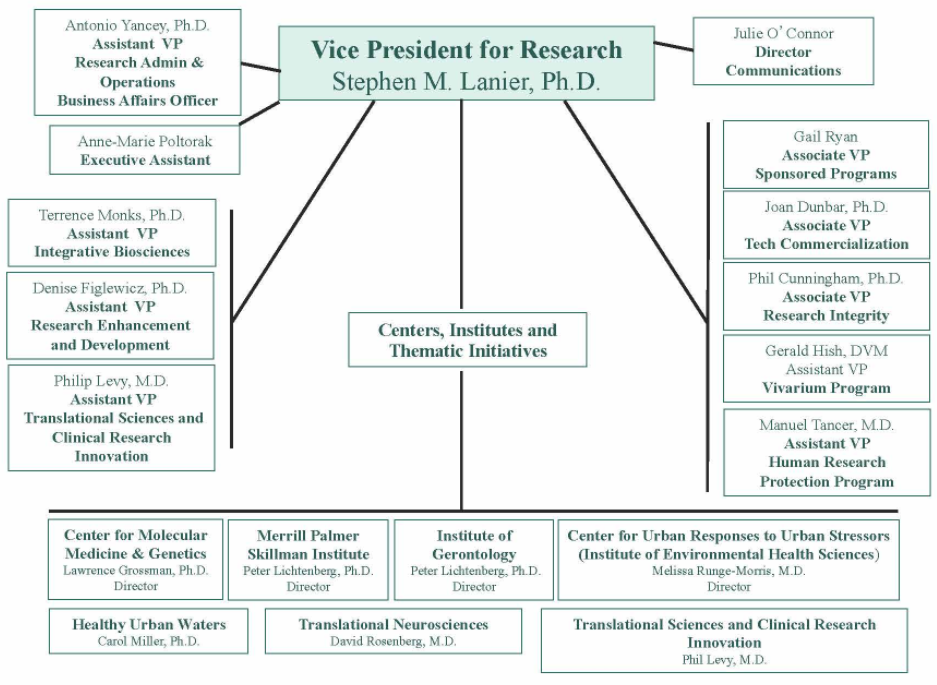 Antonio Yancey, Ph.D.
Assistant VP
Research Admin &
Operations
Business Affairs Officer
Vice President for Research
Stephen M. Lanier, Ph.D.
Julie O' Connor
Director
Communications
Anne-Marie Poltorak
Executive Assistant
Terrence Monks, Ph.D.
Assistant VP
Integrative Biosciences
Denise Figlewicz, Ph.D.
Assistant VP
Research Enhancement
and Development
Philip Levy, M.D.
Assistant VP
Translational Sciences and
Clinical Research
Innovation
Centers, Institutes and
Thematic Initiatives
Gail Ryan
Associate VP
Sponsored Programs
Joan Dunbar, Ph.D.
Associate VP
Tech Commercialization
Phil Cunningham, Ph.D.
Associate VP
Research Integrity
Gerald Hish, DVM
Assistant VP
Vivarium Program
Manuel Tancer, M.D.
Assistant VP
Human Research
Protection Program
Center for Molecular
Medicine & Genetics
Lawrence Grossman, Ph.D.
Director
Merrill Palmer
Skillman Institute
Peter Lichtenberg, Ph.D.
Director
Institute of
Gerontology
Peter Lichtenberg, Ph.D.
Director
Center for Urban Responses to Urban Stressors
(Institute of Environmental Health Sciences)
Melissa Runge-Morris, M.D.
Director
Healthy Urban Waters
Carol Miller, Ph.D.
Translational Neurosciences
David Rosenberg, M.D.
Translational Sciences and Clinical Research
Innovation
Phil Levy, M.D.